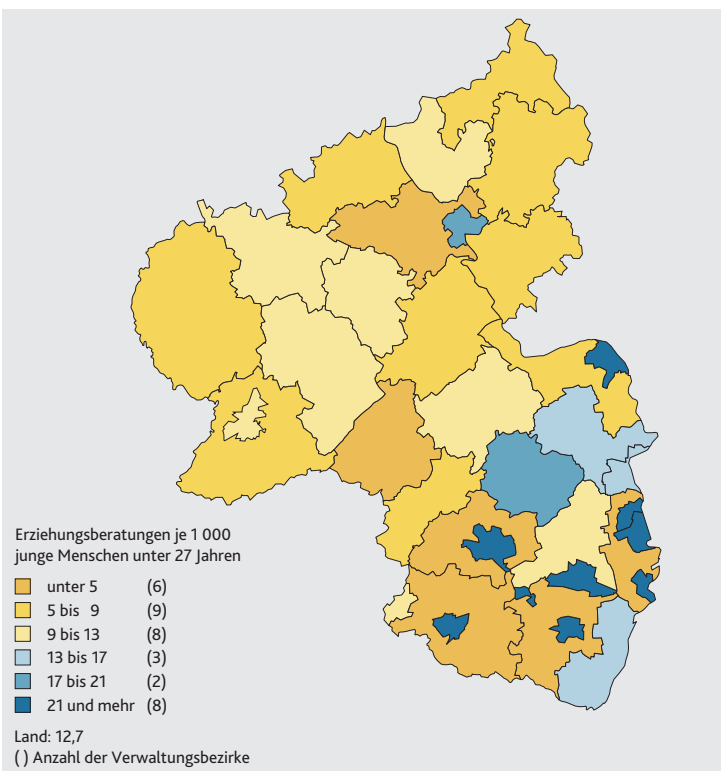 Erziehungsberatungen je 1 000
junge Menschen unter 27 Jahren
unter 5 (6)
5 bis 9 (9)
9 bis 13 (8)
13 bis 17 (3)
17 bis 21 (2)
21 und mehr (8)
Land: 12,7
( ) Anzahl der Verwaltungsbezirke